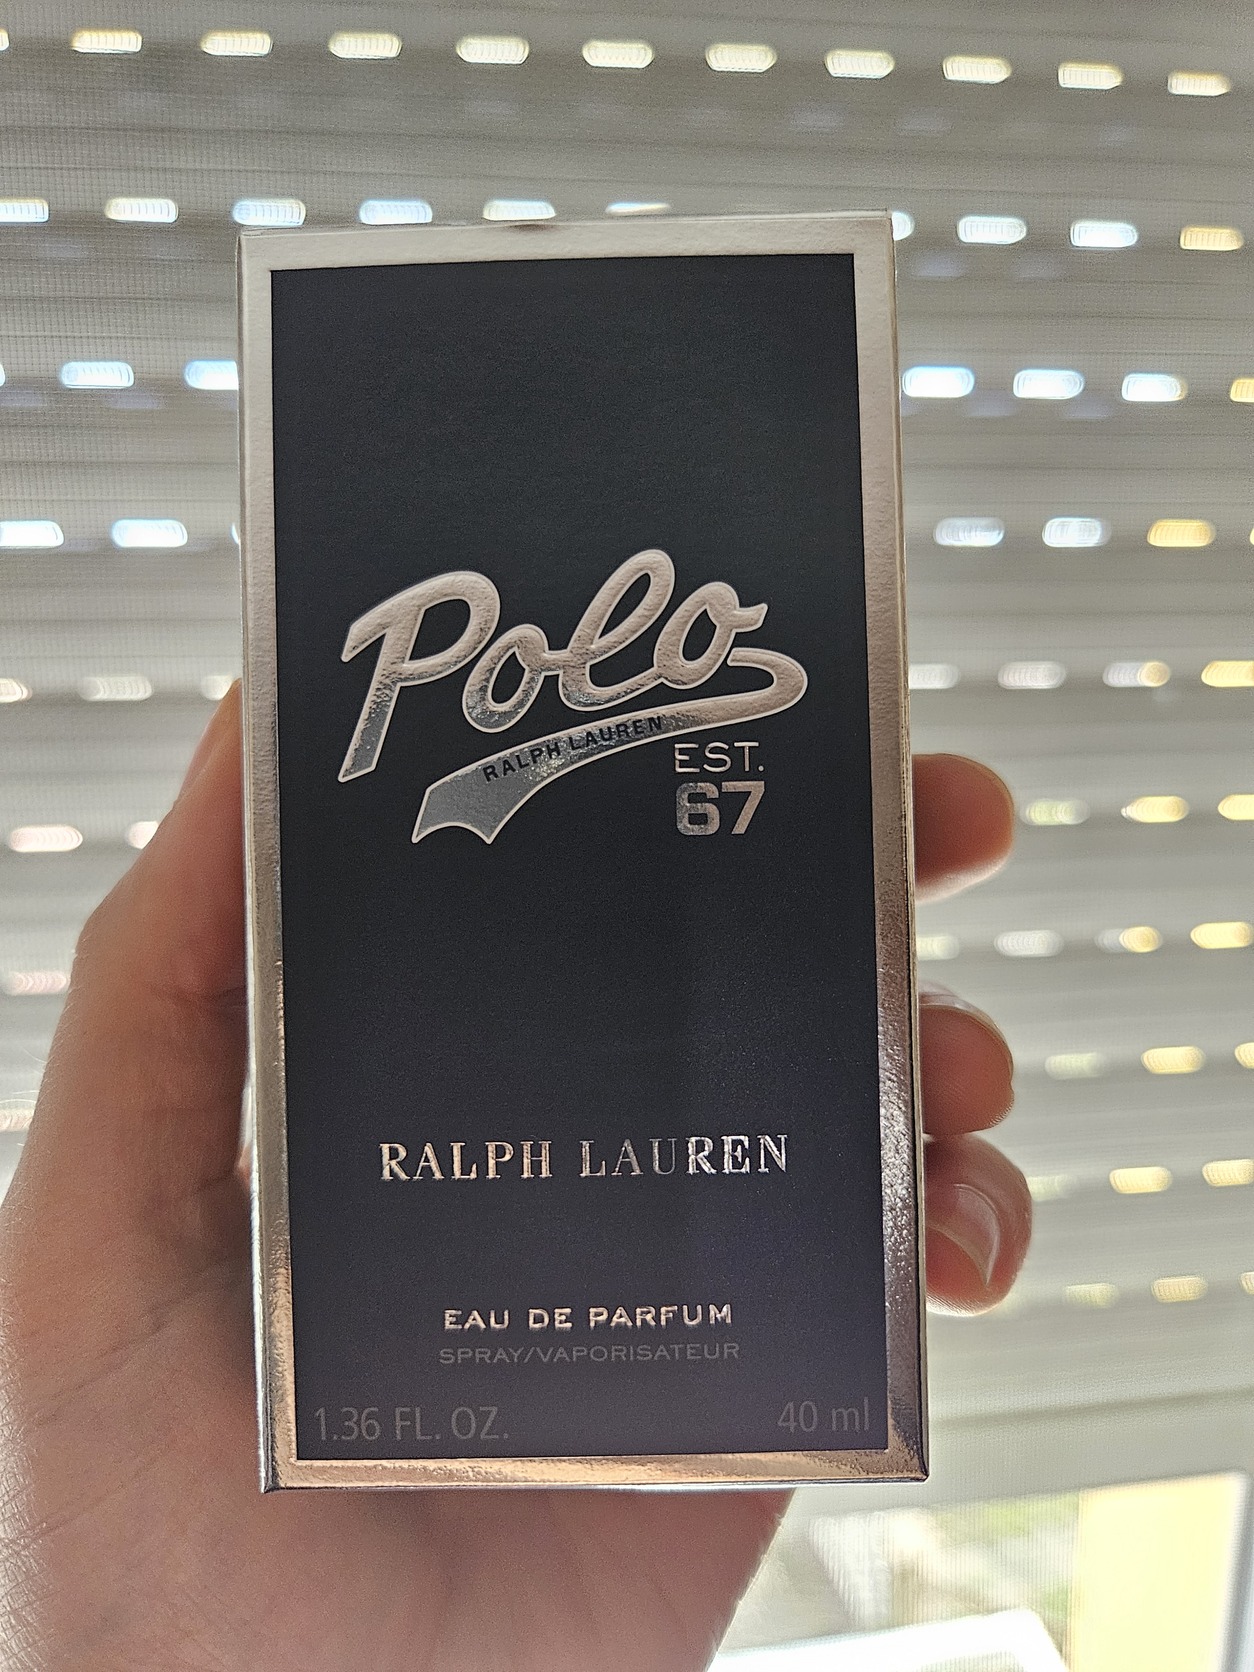 Polo
RALPH LAUREN
EST.
67
RALPH LAUREN
EAU DE PARFUM
SPRAY/VAPORISATEUR
1.36 FL. OZ. 40 ml